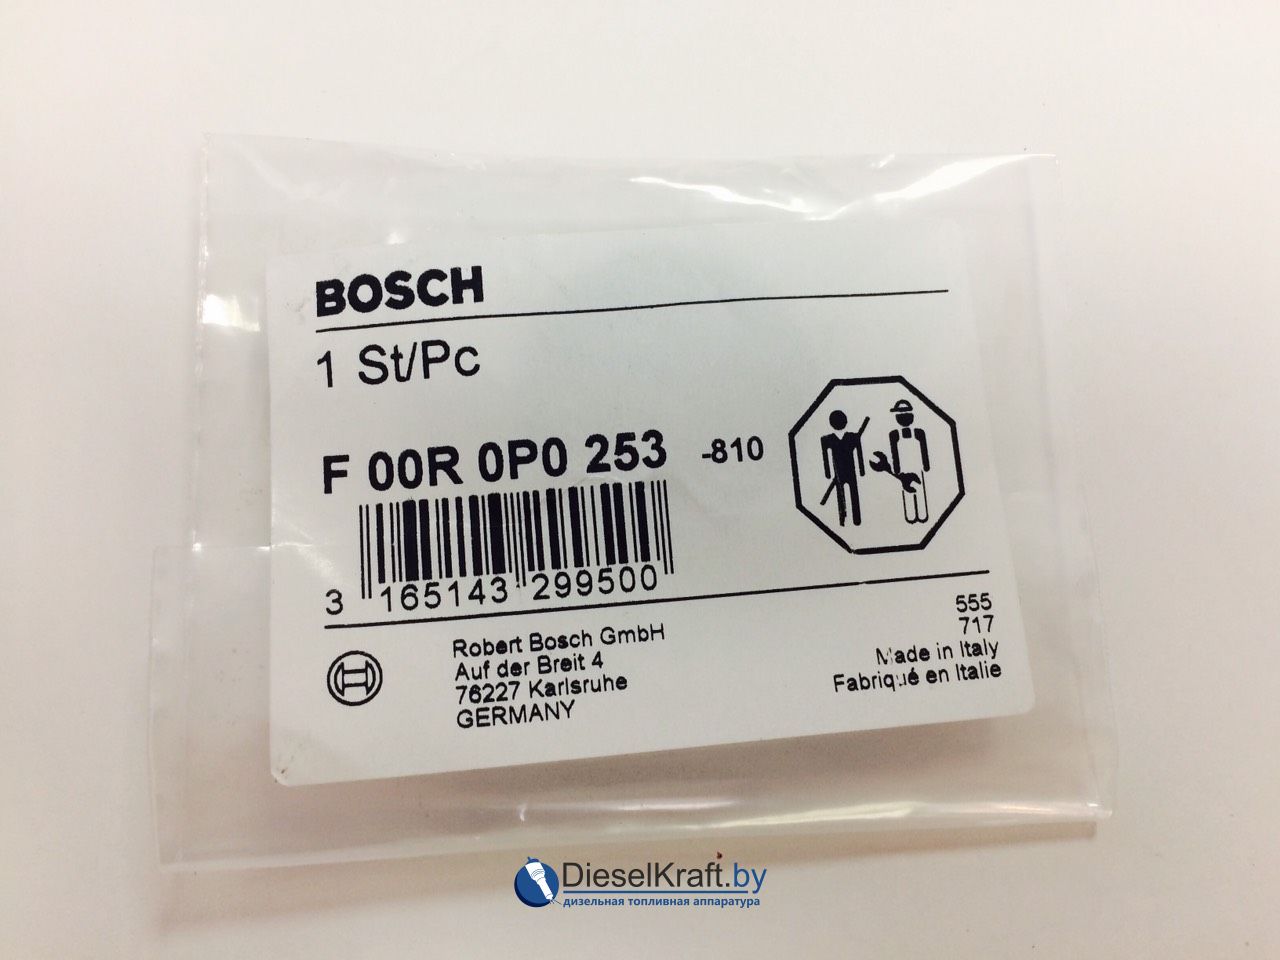 BOSCH
1 St/Pc
F 00R 0P0 253 -810
3 165143 299500
Robert Bosch GmbH
Auf der Breit 4
76227 Karlsruhe
GERMANY
555
717
Made in Italy
Fabriqué en Italie
DieselKraft.by
дизельная топливная аппаратура